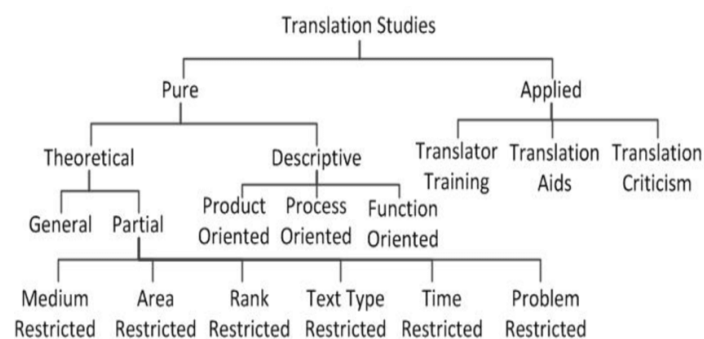 Translation Studies
Pure
Applied
Theoretical
Descriptive
Translator
Training
Translation
Aids
Translation
Criticism
General
Partial
Product
Oriented
Process
Oriented
Function
Oriented
Medium
Restricted
Area
Restricted
Rank
Restricted
Text Type
Restricted
Time
Restricted
Problem
Restricted